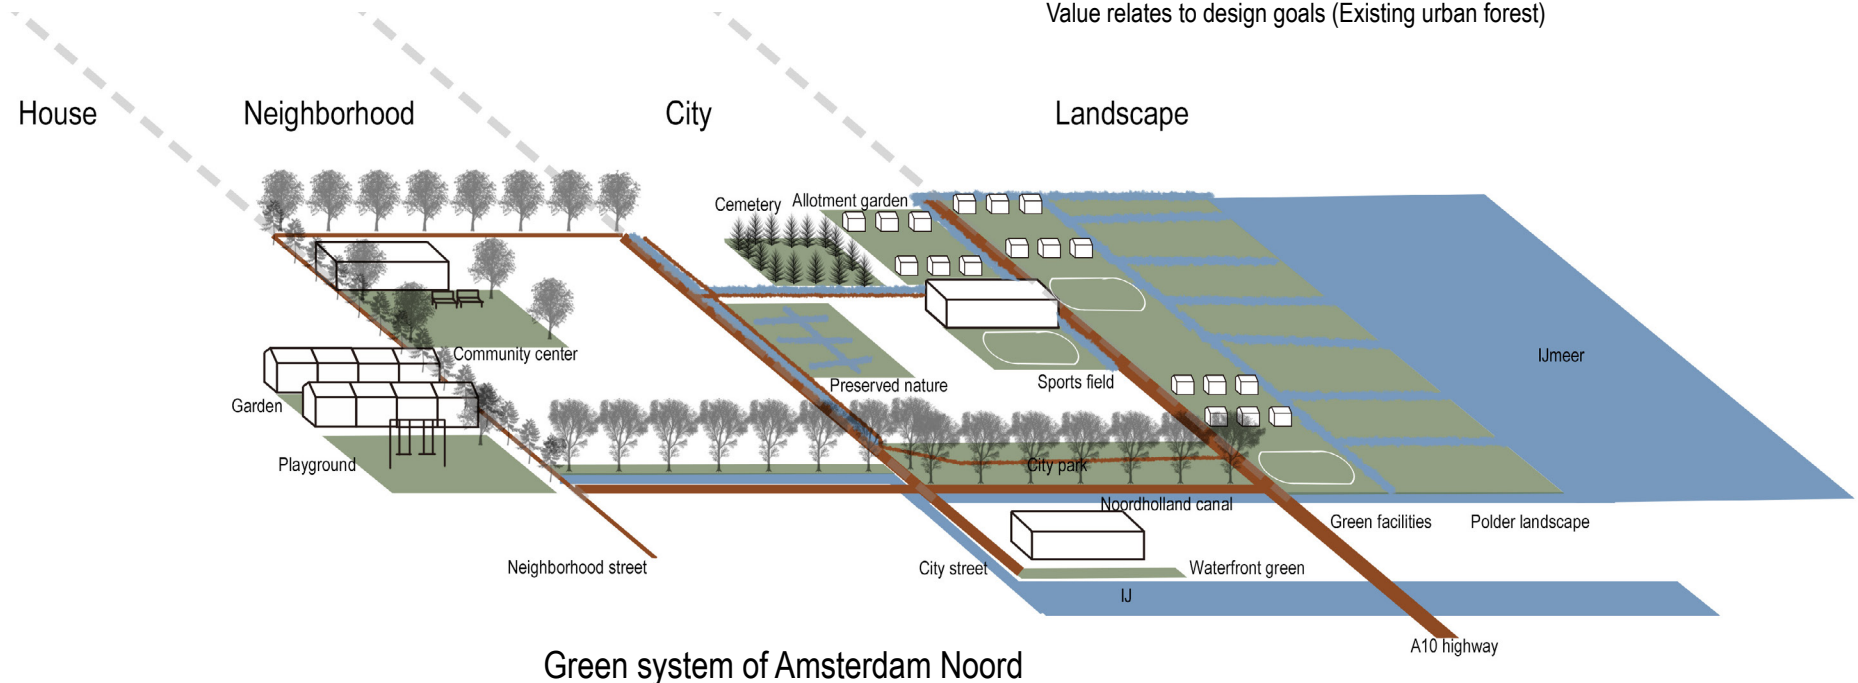 Value relates to design goals (Existing urban forest)
House
Neighborhood
City
Landscape
Cemetery
Allotment garden
Community center
IJmeer
Preserved nature
Sports field
Garden
Playground
City park
Noordholland canal
Green facilities
Polder landscape
Neighborhood street
City street
Waterfront green
IJ
A10 highway
Green system of Amsterdam Noord